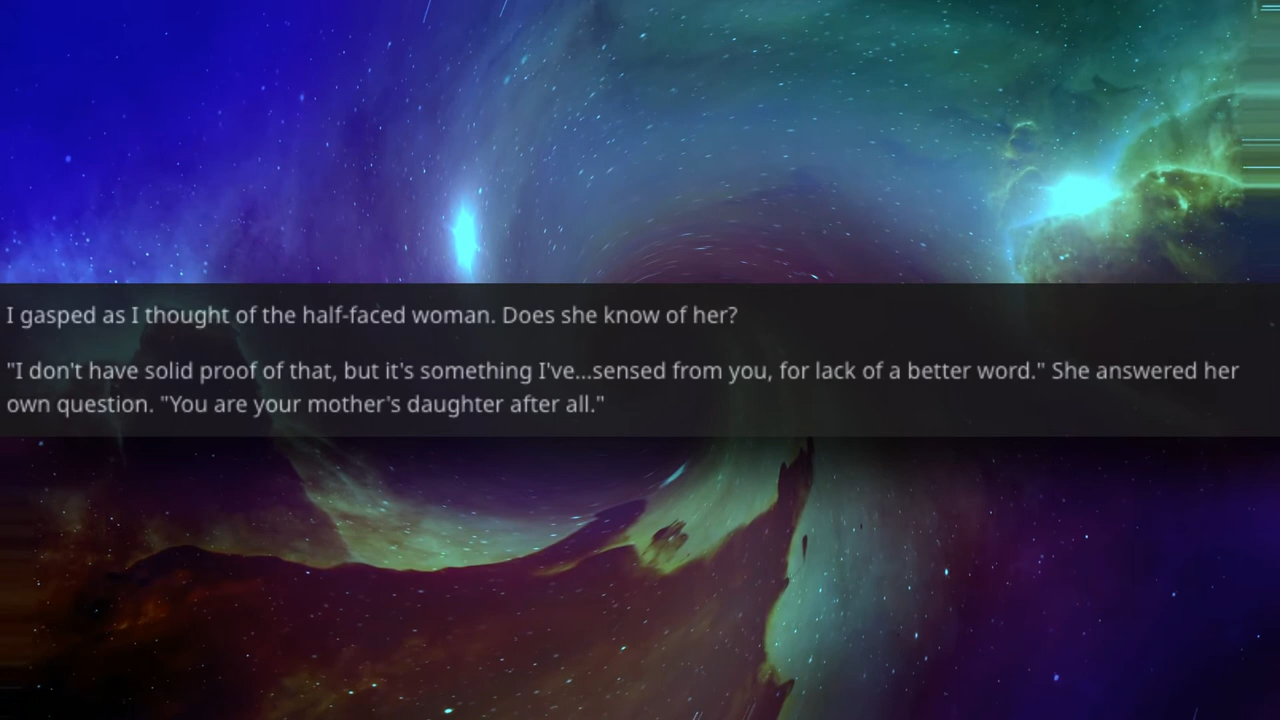 I gasped as I thought of the half-faced woman. Does she know of her?
"I don't have solid proof of that, but it's something I've...sensed from you, for lack of a better word." She answered her
own question. "You are your mother's daughter after all."